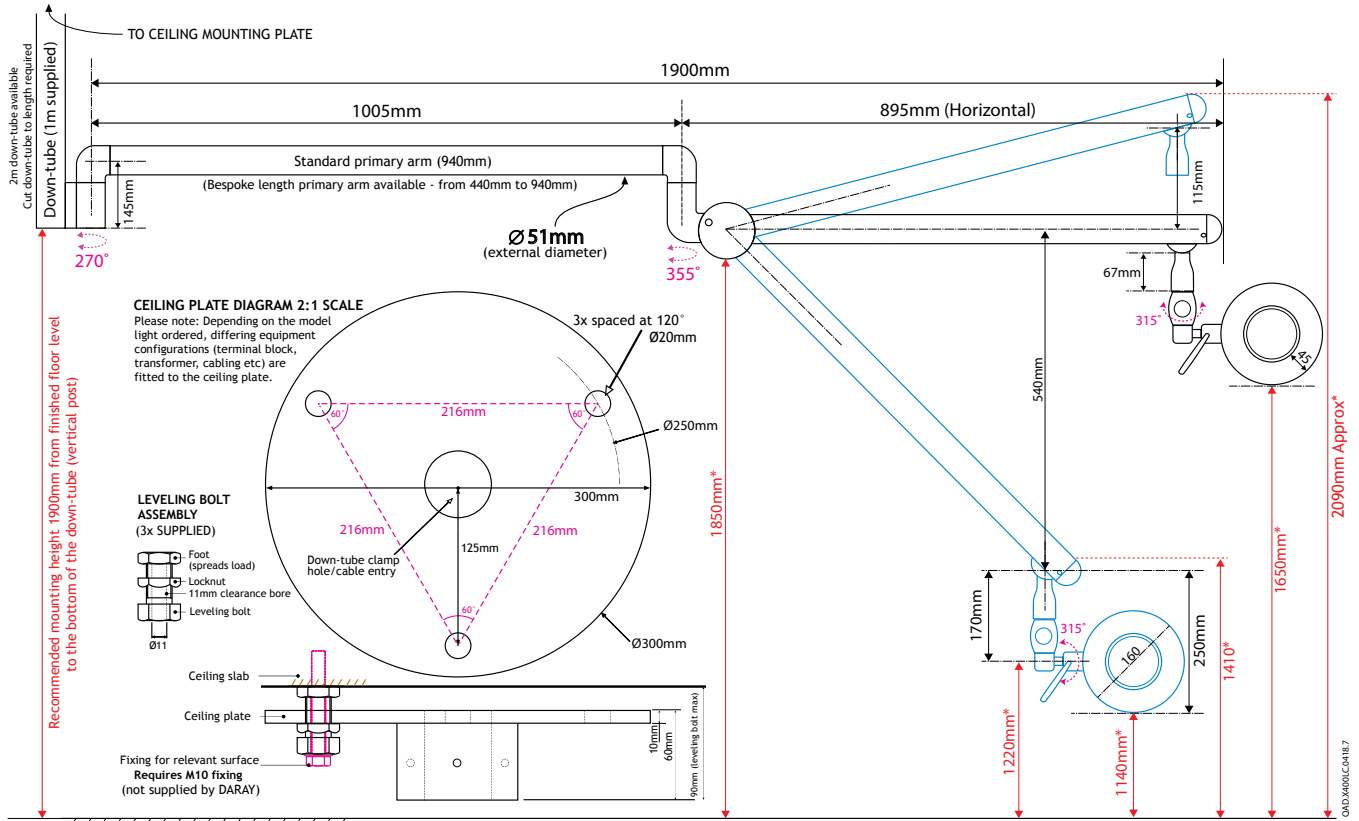 TO CEILING MOUNTING PLATE
2m down-tube available
Cut down-tube to length required
Down-tube (1m supplied)
1900mm
1005mm
895mm (Horizontal)
Standard primary arm (940mm)
(Bespoke length primary arm available - from 440mm to 940mm)
145mm
115mm
Ø51mm
(external diameter)
270°
355°
67mm
315°
45
540mm
CEILING PLATE DIAGRAM 2:1 SCALE
Please note: Depending on the model
light ordered, differing equipment
configurations (terminal block,
transformer, cabling etc) are
fitted to the ceiling plate.
3x spaced at 120°
Ø20mm
216mm
60°
60°
Ø250mm
300mm
216mm
216mm
125mm
Down-tube clamp
hole/cable entry
60°
Ø300mm
LEVELING BOLT
ASSEMBLY
(3x SUPPLIED)
Foot
(spreads load)
Locknut
11mm clearance bore
Leveling bolt
Ø11
Ceiling slab
Ceiling plate
Fixing for relevant surface
Requires M10 fixing
(not supplied by DARAY)
10mm
60mm
90mm (leveling bolt max)
Recommended mounting height 1900mm from finished floor level
to the bottom of the down-tube (vertical post)
1850mm*
170mm
315°
160
250mm
1220mm*
1140mm*
1410*
1650mm*
2090mm Approx*
QAD.X400LC.0418.7